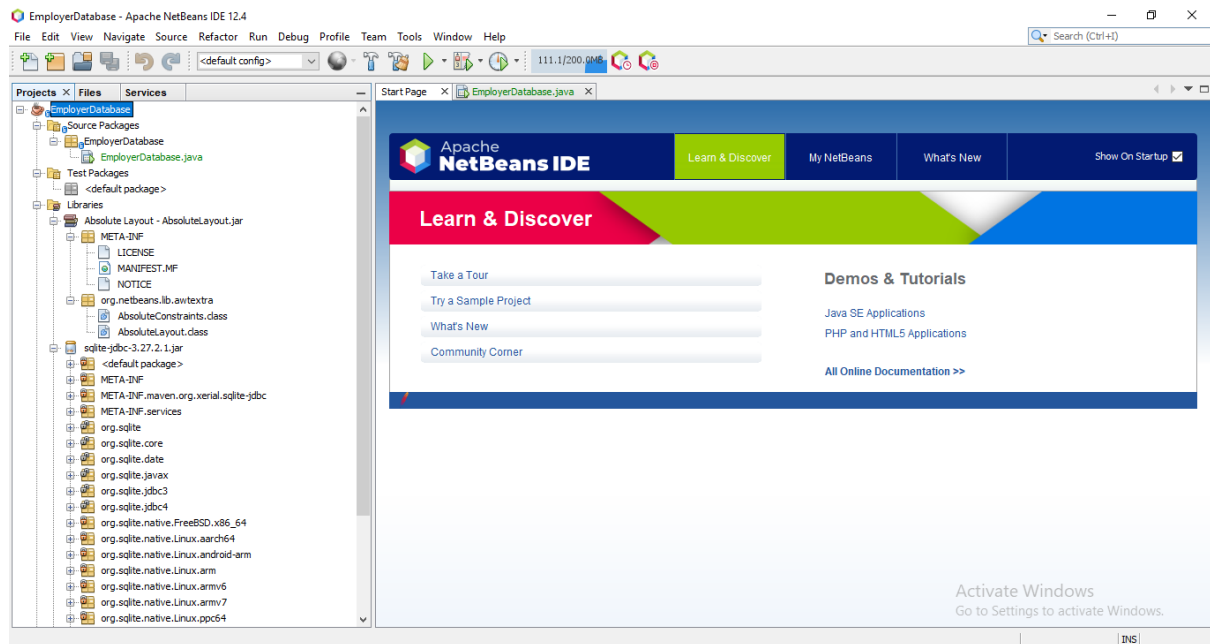 EmployerDatabase - Apache NetBeans IDE 12.4
File Edit View Navigate Source Refactor Run Debug Profile Team Tools Window Help
Search (Ctrl+I)
<default config>
111.1/200.0MB
Projects Files Services
Start Page EmployerDatabase.java
EmployerDatabase
Source Packages
EmployerDatabase
EmployerDatabase.java
Test Packages
<default package>
Libraries
Absolute Layout - AbsoluteLayout.jar
META-INF
LICENSE
MANIFEST.MF
NOTICE
org.netbeans.lib.awtextra
AbsoluteConstraints.class
AbsoluteLayout.class
sqlite-jdbc-3.27.2.1.jar
<default package>
META-INF
META-INF.maven.org.xerial.sqlite-jdbc
META-INF.services
org.sqlite
org.sqlite.core
org.sqlite.date
org.sqlite.javax
org.sqlite.jdbc3
org.sqlite.jdbc4
org.sqlite.native.FreeBSD.x86_64
org.sqlite.native.Linux.aarch64
org.sqlite.native.Linux.android-arm
org.sqlite.native.Linux.arm
org.sqlite.native.Linux.armv6
org.sqlite.native.Linux.armv7
org.sqlite.native.Linux.ppc64
Apache
NetBeans IDE
Learn & Discover
My NetBeans
What's New
Show On Startup
Learn & Discover
Take a Tour
Try a Sample Project
What's New
Community Corner
Demos & Tutorials
Java SE Applications
PHP and HTML5 Applications
All Online Documentation >>
Activate Windows
Go to Settings to activate Windows.
INS